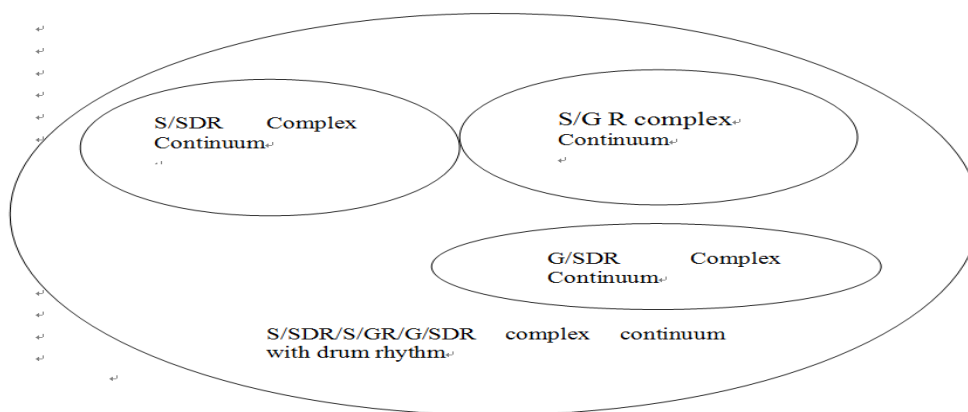 S/SDR Complex
Continuum
S/G R complex
Continuum
G/SDR Complex
Continuum
S/SDR/S/GR/G/SDR complex continuum
with drum rhythm